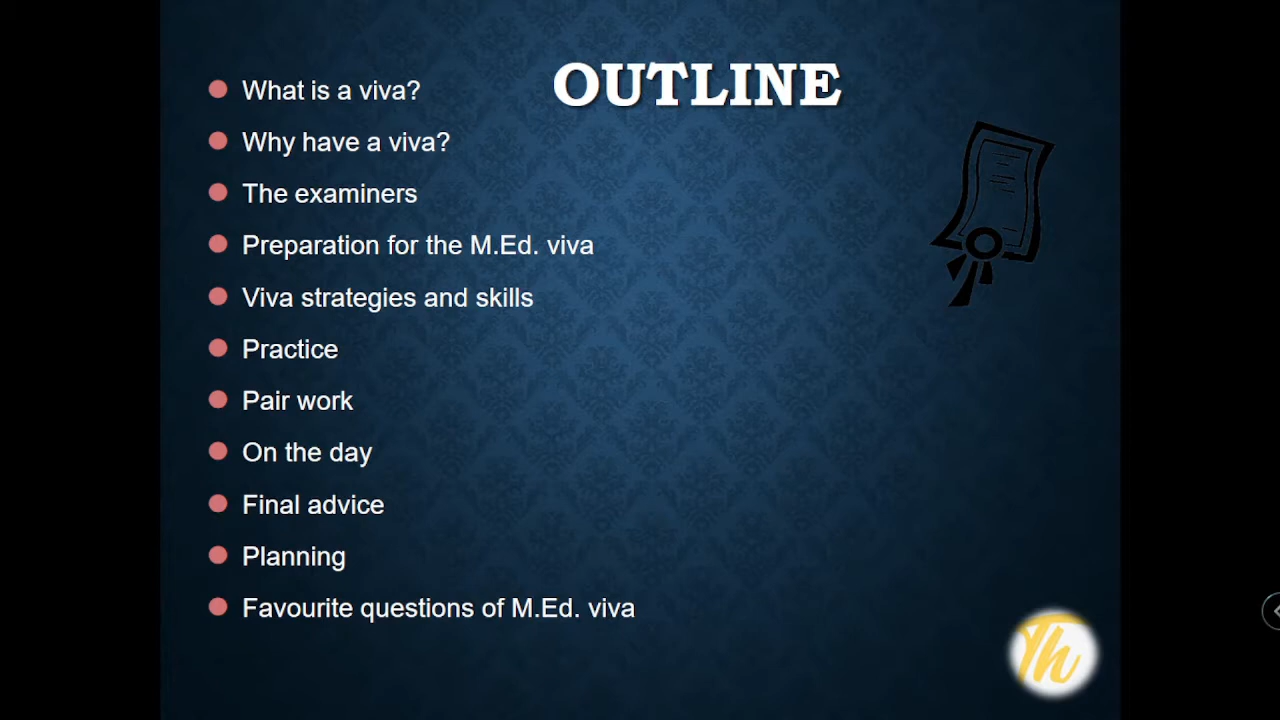 OUTLINE
What is a viva?
Why have a viva?
The examiners
Preparation for the M.Ed. viva
Viva strategies and skills
Practice
Pair work
On the day
Final advice
Planning
Favourite questions of M.Ed. viva
Th